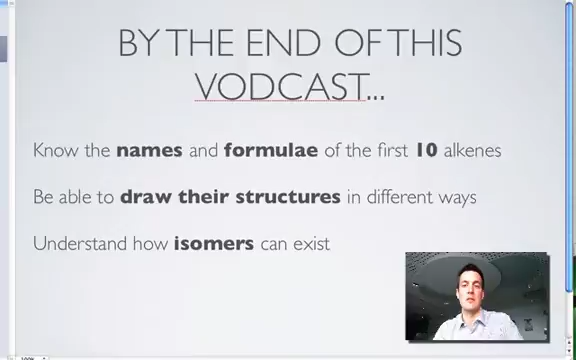 BY THE END OF THIS
VODCAST...
Know the names and formulae of the first 10 alkenes
Be able to draw their structures in different ways
Understand how isomers can exist
100%